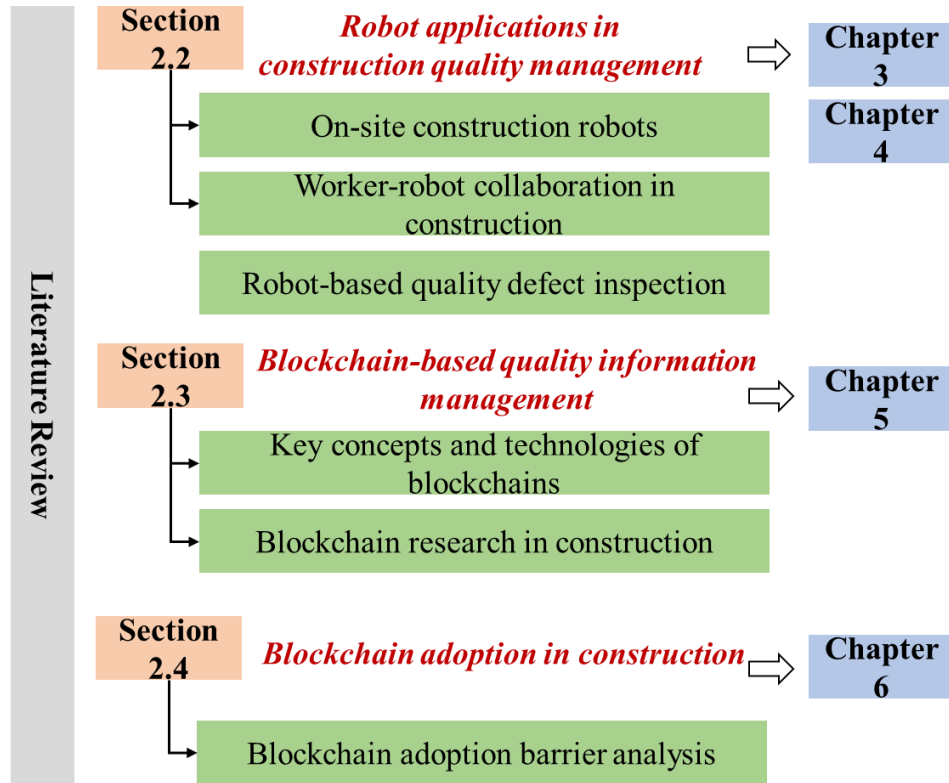 Literature Review
Section
2.2
Robot applications in
construction quality management
Chapter
3
On-site construction robots
Chapter
4
Worker-robot collaboration in
construction
Robot-based quality defect inspection
Section
2.3
Blockchain-based quality information
management
Chapter
5
Key concepts and technologies of
blockchains
Blockchain research in construction
Section
2.4
Blockchain adoption in construction
Chapter
6
Blockchain adoption barrier analysis